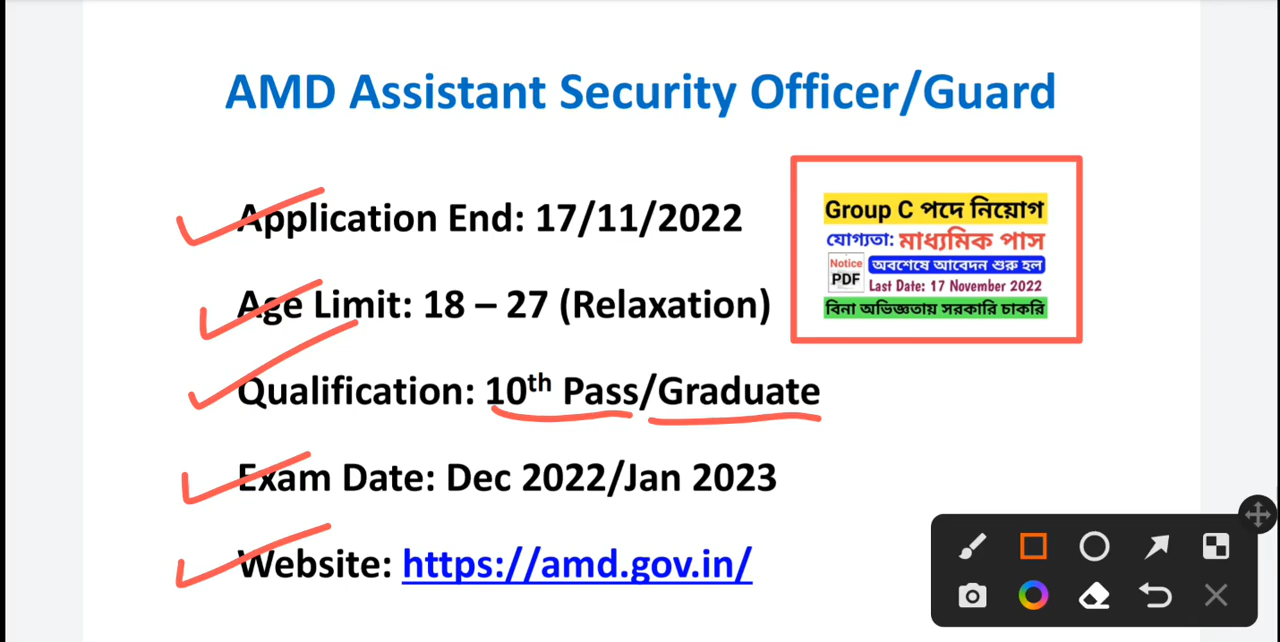 AMD Assistant Security Officer/Guard
Application End: 17/11/2022
Age Limit: 18 – 27 (Relaxation)
Qualification: 10th Pass/Graduate
Exam Date: Dec 2022/Jan 2023
Website: https://amd.gov.in/
Group C পদে নিয়োগ
যোগ্যতা: মাধ্যমিক পাস
Notice PDF
অবশেষে আবেদন শুরু হল
Last Date: 17 November 2022
বিনা অভিজ্ঞতায় সরকারি চাকরি